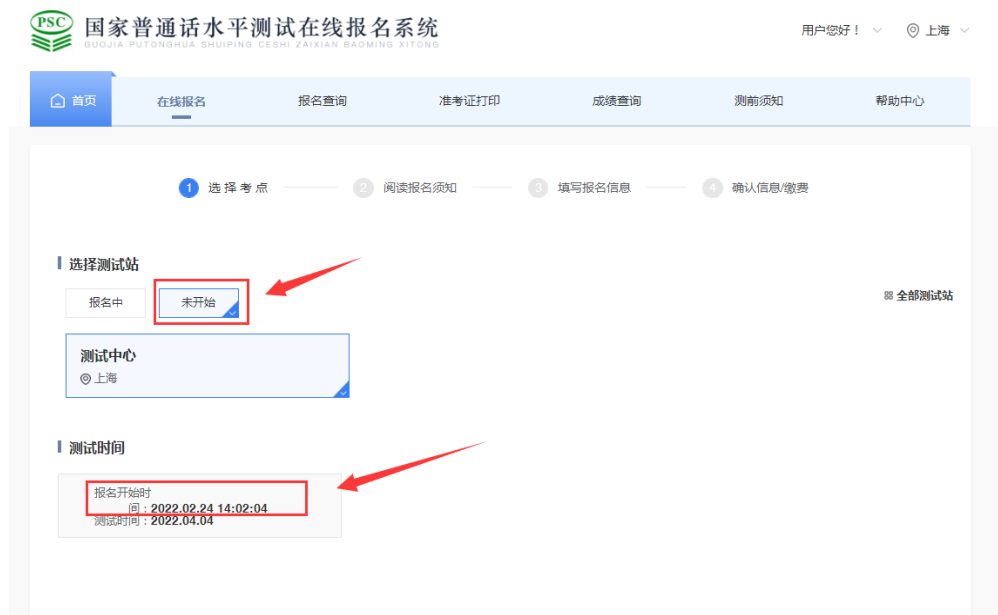 PSC
国家普通话水平测试在线报名系统
GUOJIA PUTONGHUA SHUIPING CESHI ZAIXIAN BAOMING XITONG
用户您好！
上海
首页
在线报名
报名查询
准考证打印
成绩查询
测前须知
帮助中心
1 选择考点
2 阅读报名须知
3 填写报名信息
4 确认信息/缴费
选择测试站
报名中
未开始
全部测试站
测试中心
上海
测试时间
报名开始时
间：2022.02.24 14:02:04
测试时间：2022.04.04